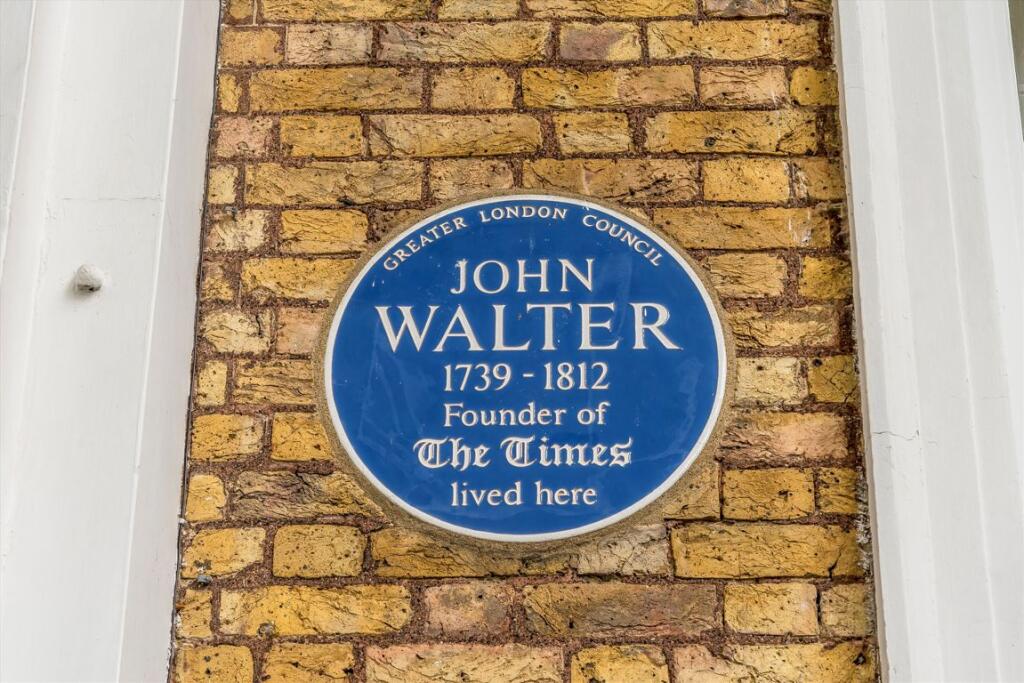 GREATER LONDON COUNCIL
JOHN
WALTER
1739 - 1812
Founder of
The Times
lived here